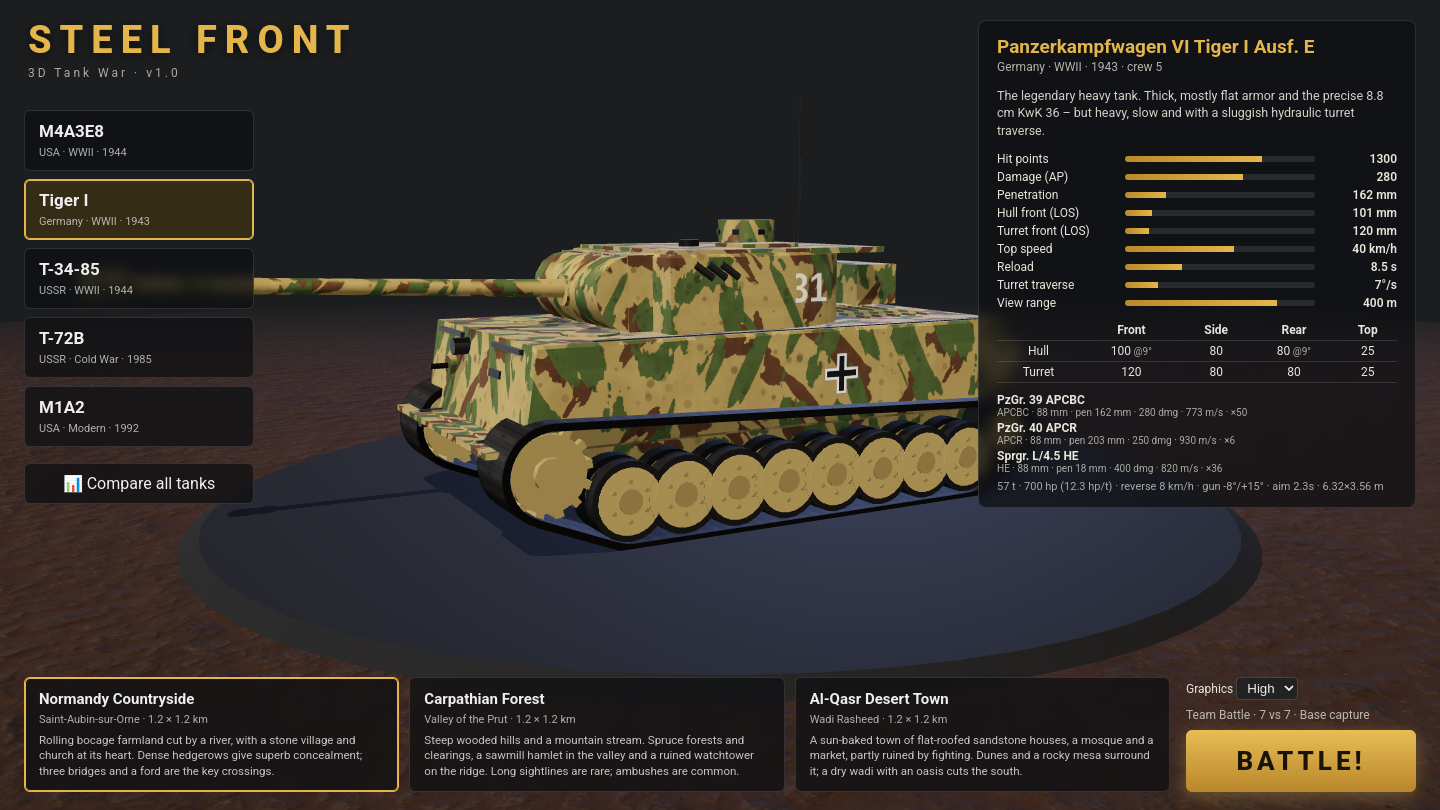 STEEL FRONT
3D Tank War · v1.0
M4A3E8
USA · WWII · 1944
Tiger I
Germany · WWII · 1943
T-34-85
USSR · WWII · 1944
T-72B
USSR · Cold War · 1985
M1A2
USA · Modern · 1992
📊 Compare all tanks
31
Panzerkampfwagen VI Tiger I Ausf. E
Germany · WWII · 1943 · crew 5
The legendary heavy tank. Thick, mostly flat armor and the precise 8.8
cm KwK 36 – but heavy, slow and with a sluggish hydraulic turret
traverse.
Hit points 1300
Damage (AP) 280
Penetration 162 mm
Hull front (LOS) 101 mm
Turret front (LOS) 120 mm
Top speed 40 km/h
Reload 8.5 s
Turret traverse 7°/s
View range 400 m
Front Side Rear Top
Hull 100 @9° 80 80 @9° 25
Turret 120 80 80 25
PzGr. 39 APCBC
APCBC · 88 mm · pen 162 mm · 280 dmg · 773 m/s · ×50
PzGr. 40 APCR
APCR · 88 mm · pen 203 mm · 250 dmg · 930 m/s · ×6
Sprgr. L/4.5 HE
HE · 88 mm · pen 18 mm · 400 dmg · 820 m/s · ×36
57 t · 700 hp (12.3 hp/t) · reverse 8 km/h · gun -8°/+15° · aim 2.3s · 6.32×3.56 m
Normandy Countryside
Saint-Aubin-sur-Orne · 1.2 × 1.2 km
Rolling bocage farmland cut by a river, with a stone village and
church at its heart. Dense hedgerows give superb concealment;
three bridges and a ford are the key crossings.
Carpathian Forest
Valley of the Prut · 1.2 × 1.2 km
Steep wooded hills and a mountain stream. Spruce forests and
clearings, a sawmill hamlet in the valley and a ruined watchtower
on the ridge. Long sightlines are rare; ambushes are common.
Al-Qasr Desert Town
Wadi Rasheed · 1.2 × 1.2 km
A sun-baked town of flat-roofed sandstone houses, a mosque and a
market, partly ruined by fighting. Dunes and a rocky mesa surround
it; a dry wadi with an oasis cuts the south.
Graphics High
Team Battle · 7 vs 7 · Base capture
BATTLE!